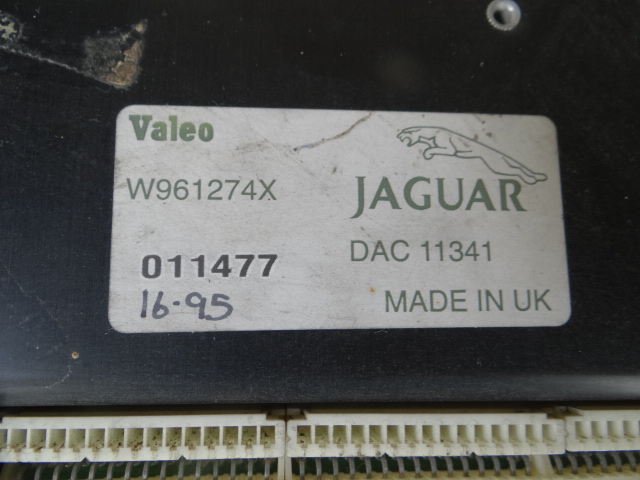 Valeo
W961274X
JAGUAR
011477
DAC 11341
16-95
MADE IN UK